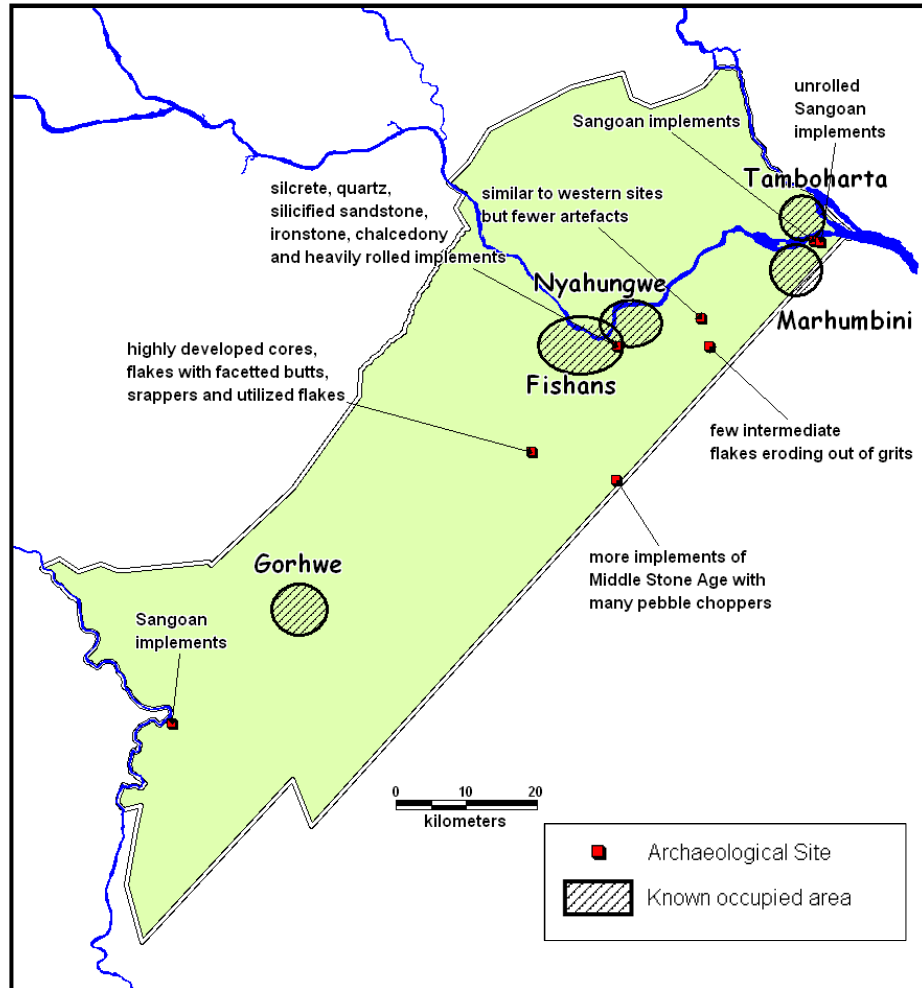 unrolled
Sangoan
implements
Sangoan implements
Tamboharta
silcrete, quartz,
silicified sandstone,
ironstone, chalcedony
and heavily rolled implements
similar to western sites
but fewer artefacts
Nyahungwe
Marhumbini
highly developed cores,
flakes with facetted butts,
srappers and utilized flakes
Fishans
few intermediate
flakes eroding out of grits
Gorhwe
more implements of
Middle Stone Age with
many pebble choppers
Sangoan
implements
0 10 20
kilometers
Archaeological Site
Known occupied area